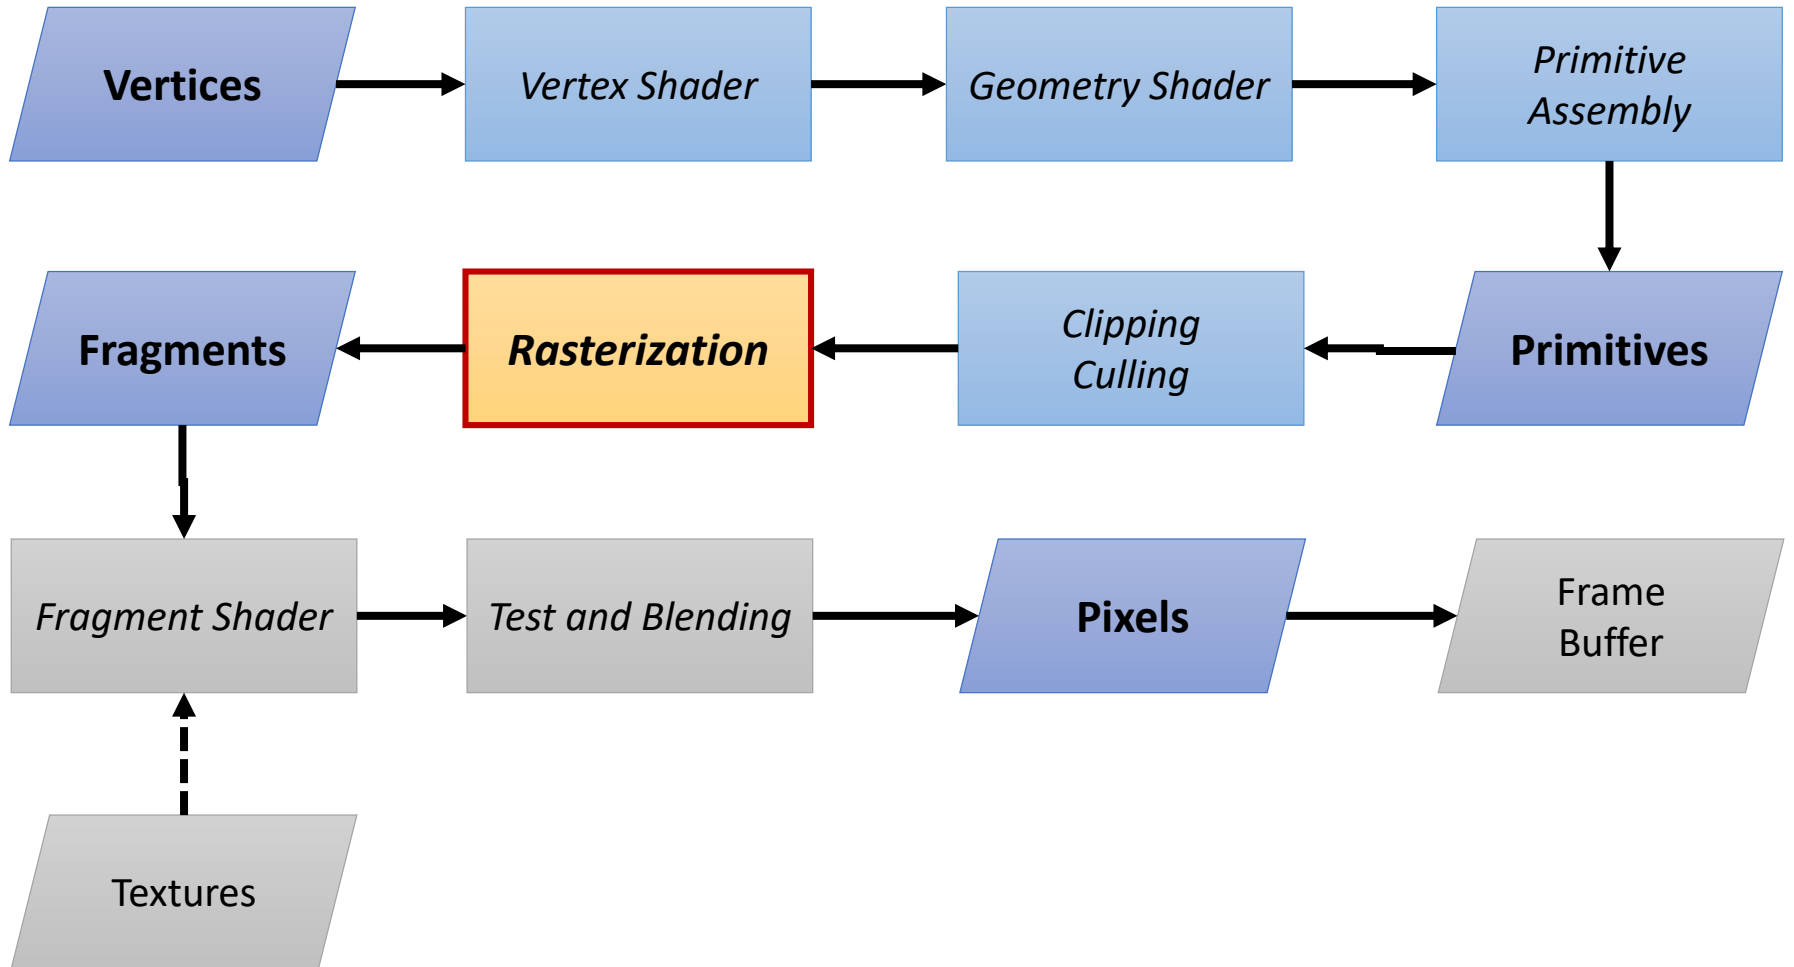 Vertices
Vertex Shader
Geometry Shader
Primitive
Assembly
Fragments
Rasterization
Clipping
Culling
Primitives
Fragment Shader
Test and Blending
Pixels
Frame
Buffer
Textures